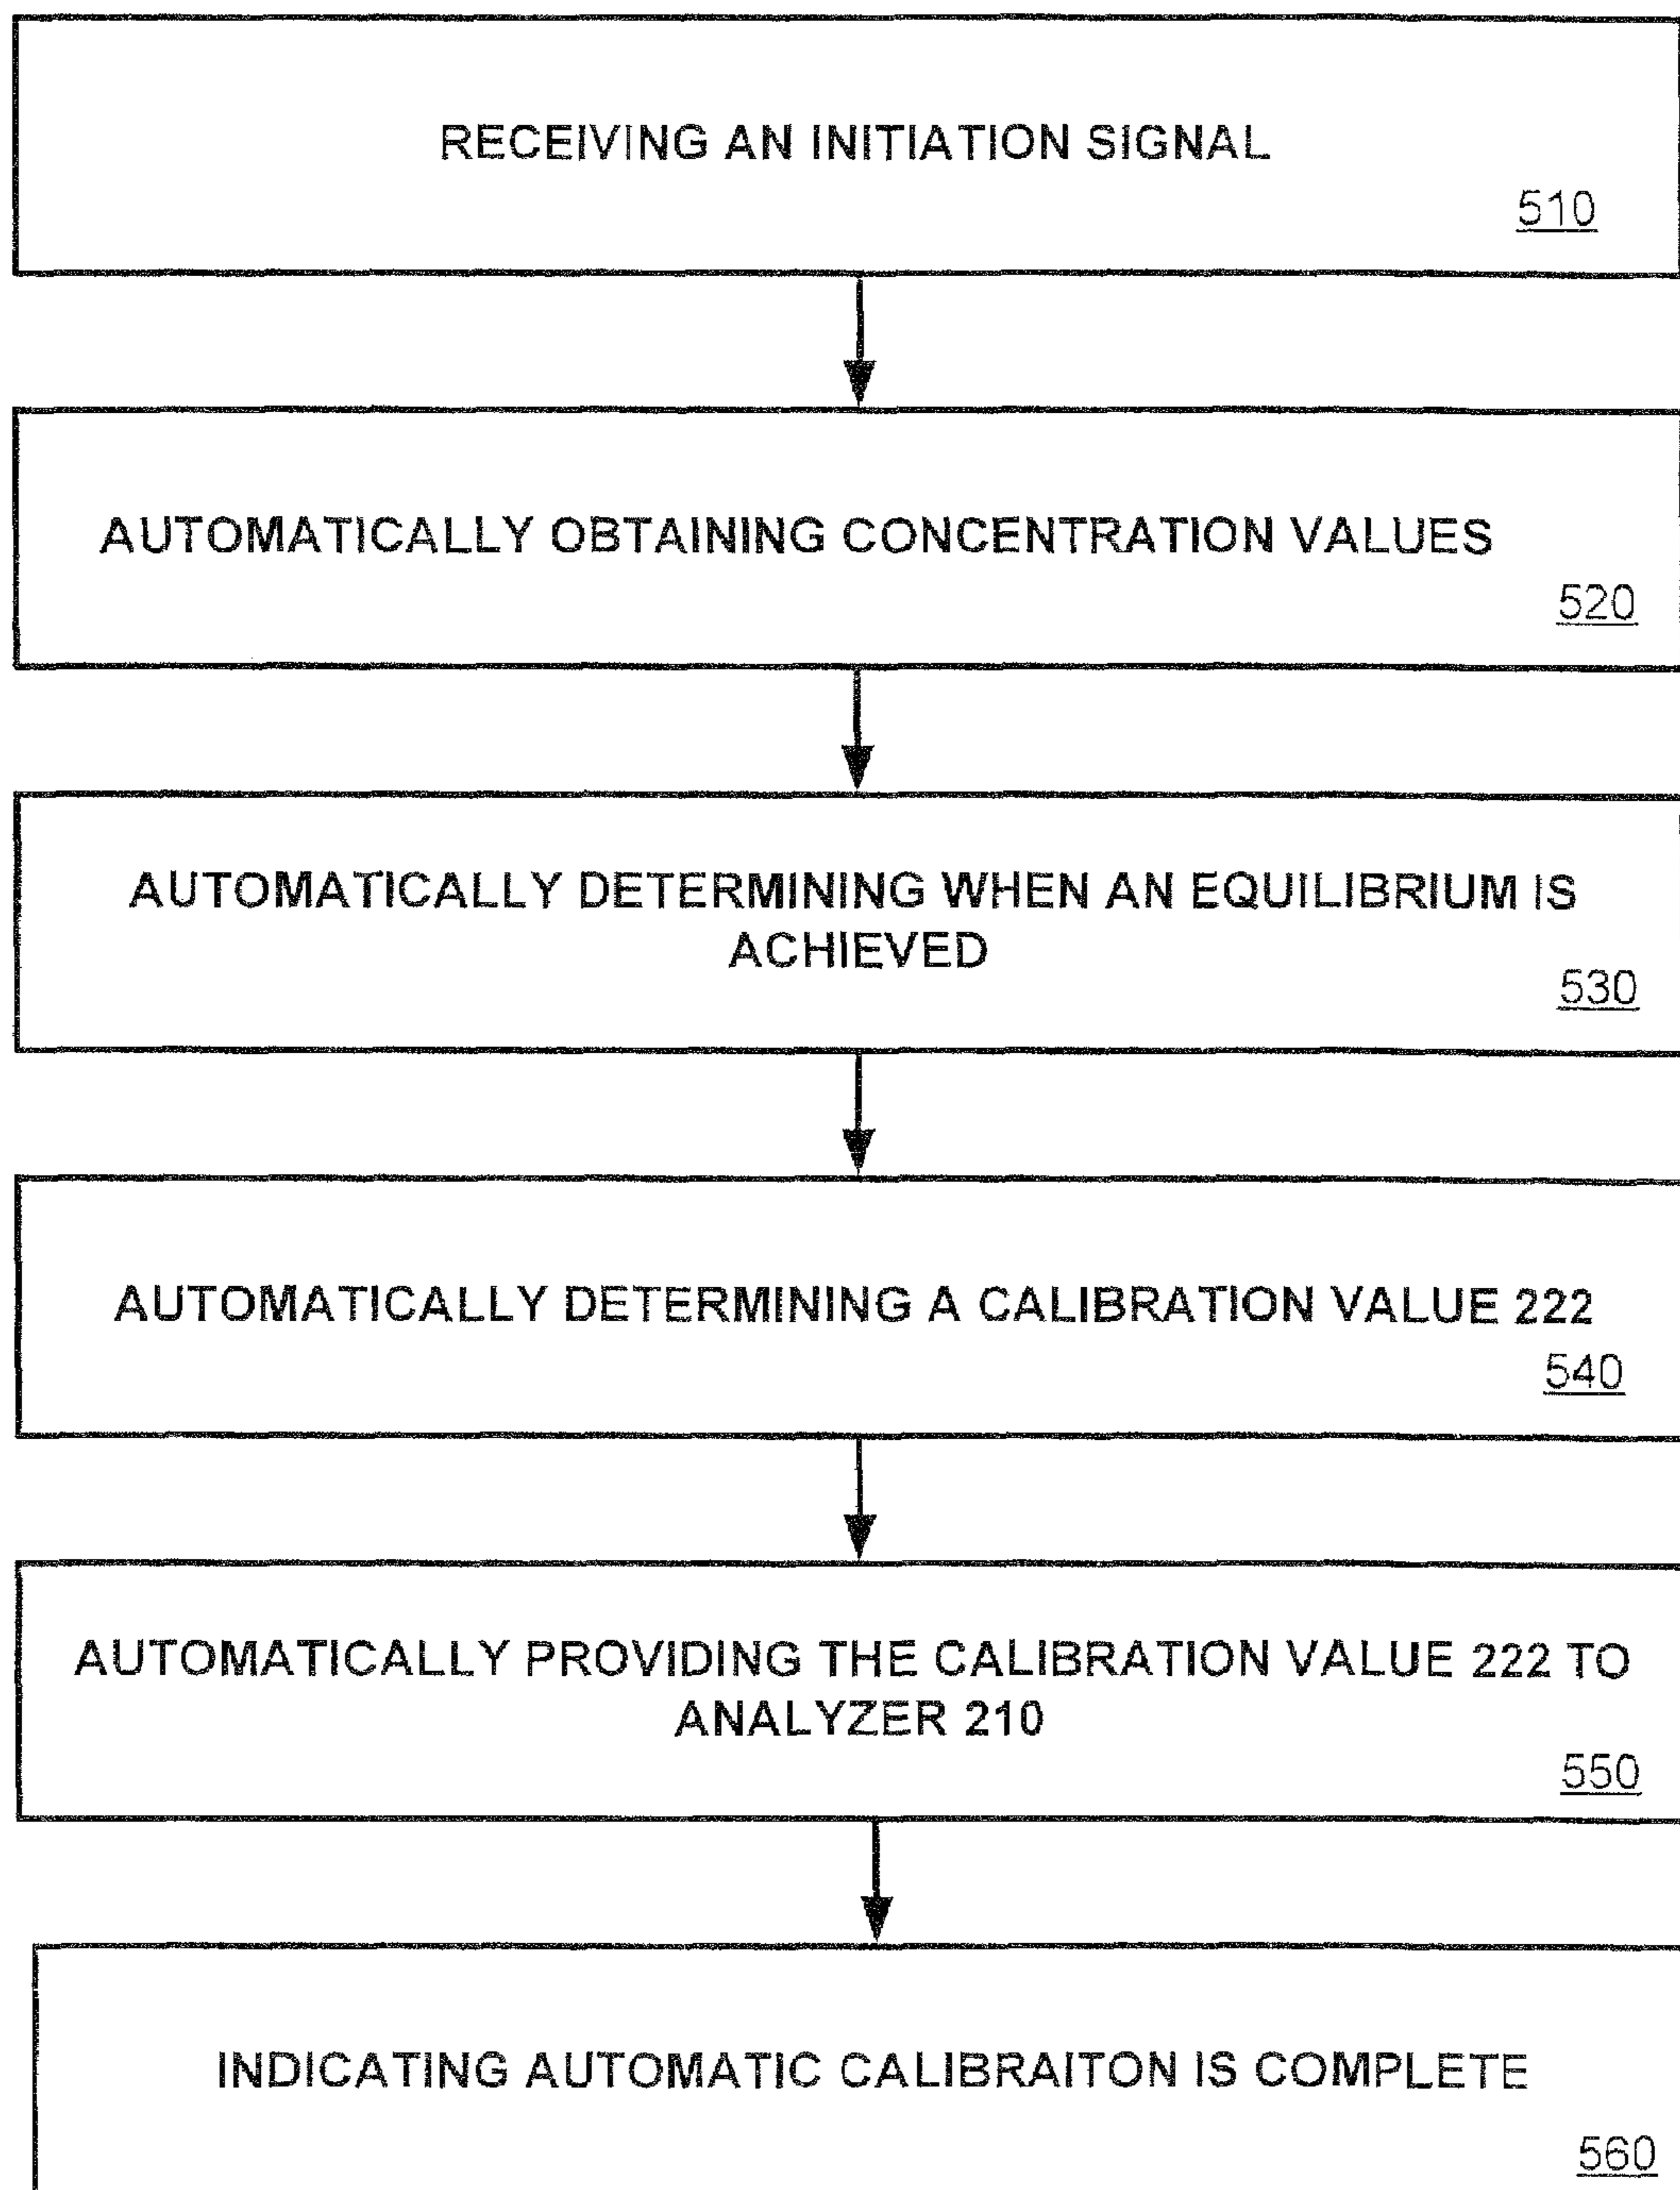 RECEIVING AN INITIATION SIGNAL
510
AUTOMATICALLY OBTAINING CONCENTRATION VALUES
520
AUTOMATICALLY DETERMINING WHEN AN EQUILIBRIUM IS
ACHIEVED
530
AUTOMATICALLY DETERMINING A CALIBRATION VALUE 222
540
AUTOMATICALLY PROVIDING THE CALIBRATION VALUE 222 TO
ANALYZER 210
550
INDICATING AUTOMATIC CALIBRAITON IS COMPLETE
560